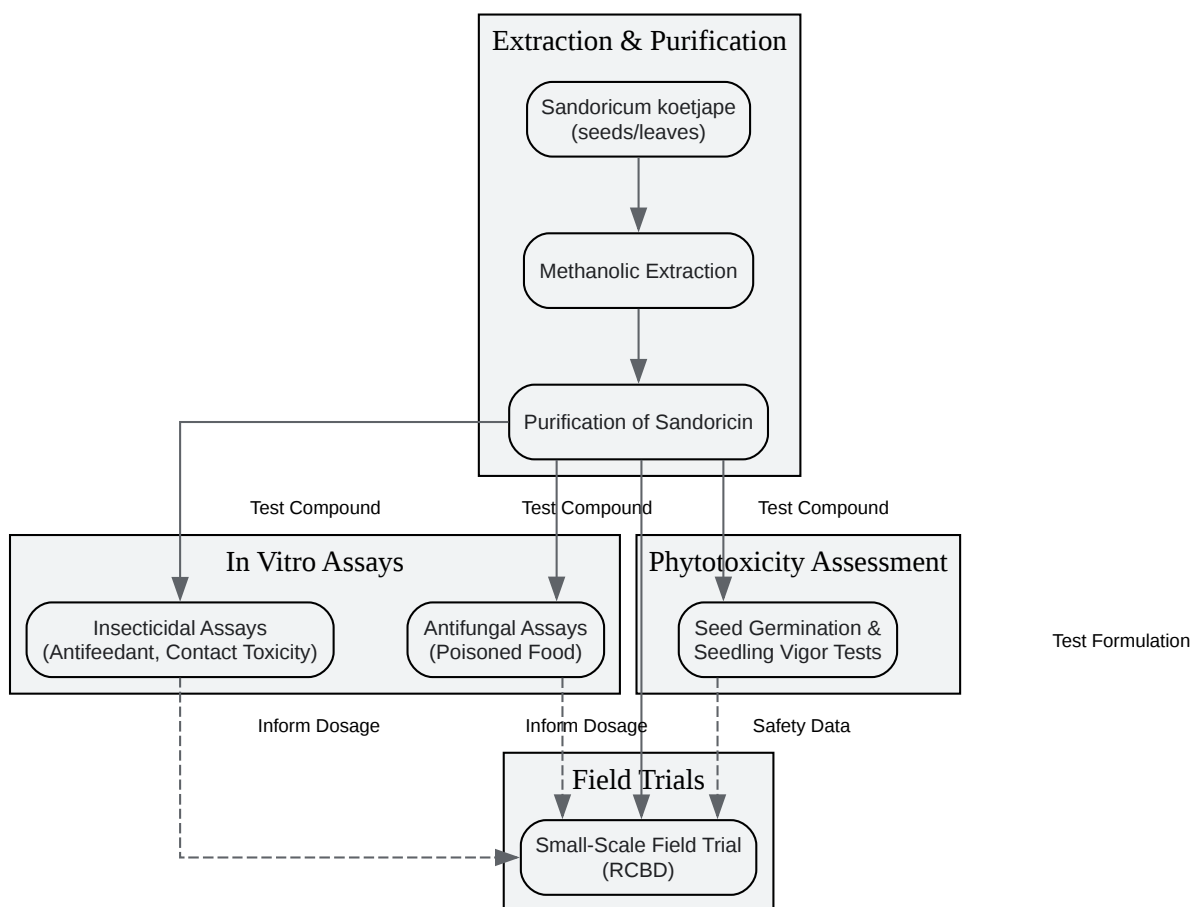 Extraction & Purification
Sandoricum koetjape
(seeds/leaves)
Methanolic Extraction
Purification of Sandoricin
Test Compound
Test Compound
Test Compound
In Vitro Assays
Phytotoxicity Assessment
Insecticidal Assays
(Antifeedant, Contact Toxicity)
Antifungal Assays
(Poisoned Food)
Seed Germination &
Seedling Vigor Tests
Test Formulation
Inform Dosage
Inform Dosage
Safety Data
Field Trials
Small-Scale Field Trial
(RCBD)